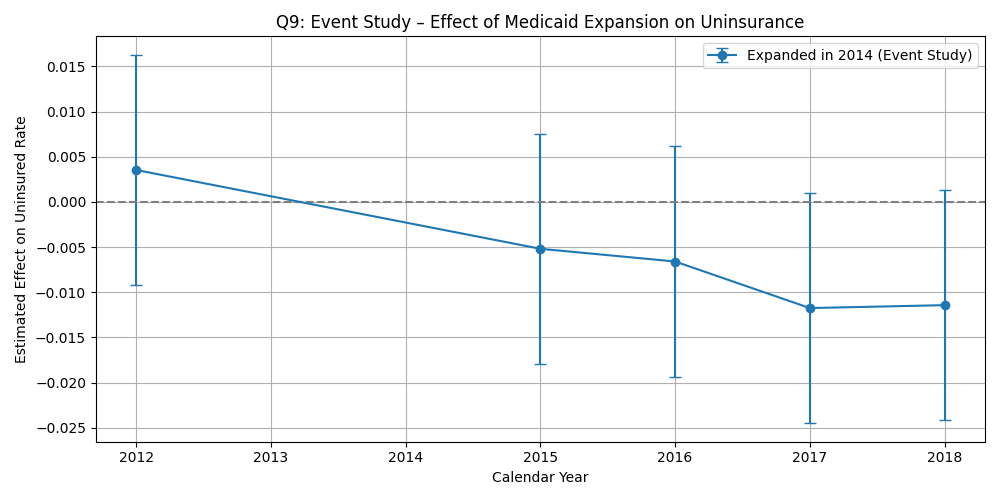 Q9: Event Study – Effect of Medicaid Expansion on Uninsurance
Expanded in 2014 (Event Study)
Estimated Effect on Uninsured Rate
0.015
0.010
0.005
0.000
−0.005
−0.010
−0.015
−0.020
−0.025
2012 2013 2014 2015 2016 2017 2018
Calendar Year